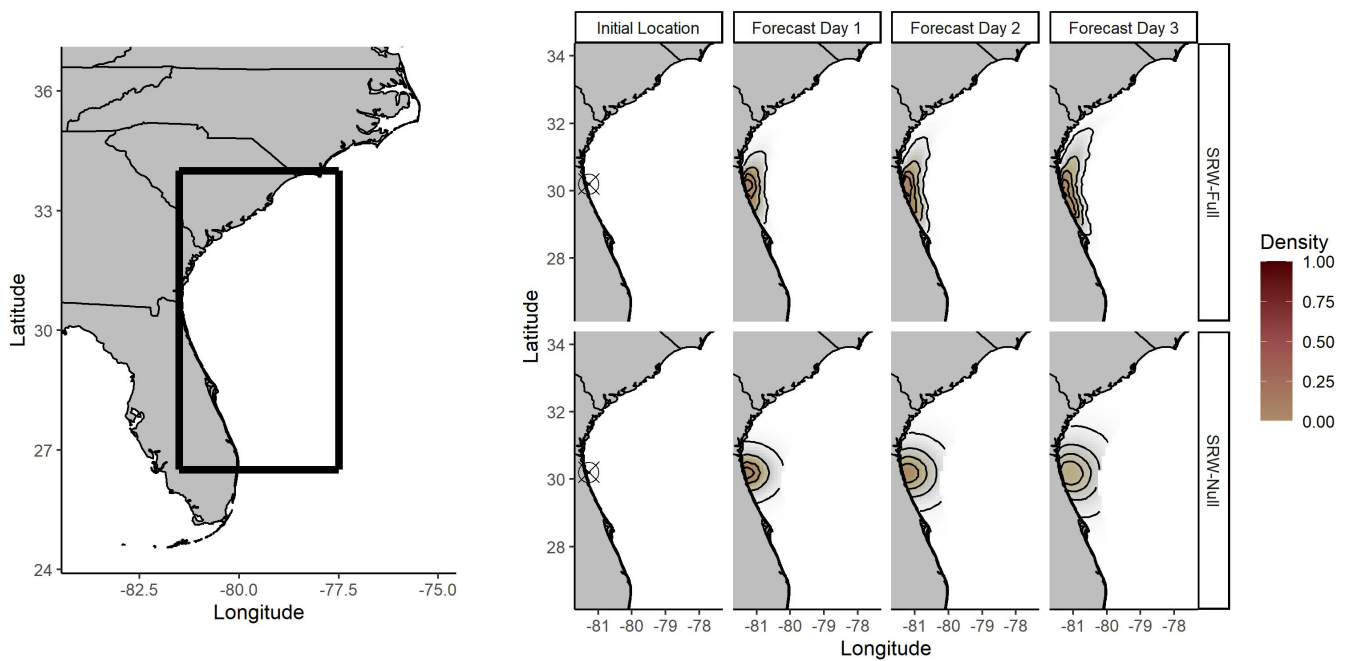 Latitude
36
33
30
27
24
-82.5 -80.0 -77.5 -75.0
Longitude
Initial Location Forecast Day 1 Forecast Day 2 Forecast Day 3
Latitude
34
32
30
28
SRW-Full
34
32
30
28
SRW-Null
-81 -80 -79 -78 -81 -80 -79 -78 -81 -80 -79 -78 -81 -80 -79 -78
Longitude
Density
1.00
0.75
0.50
0.25
0.00